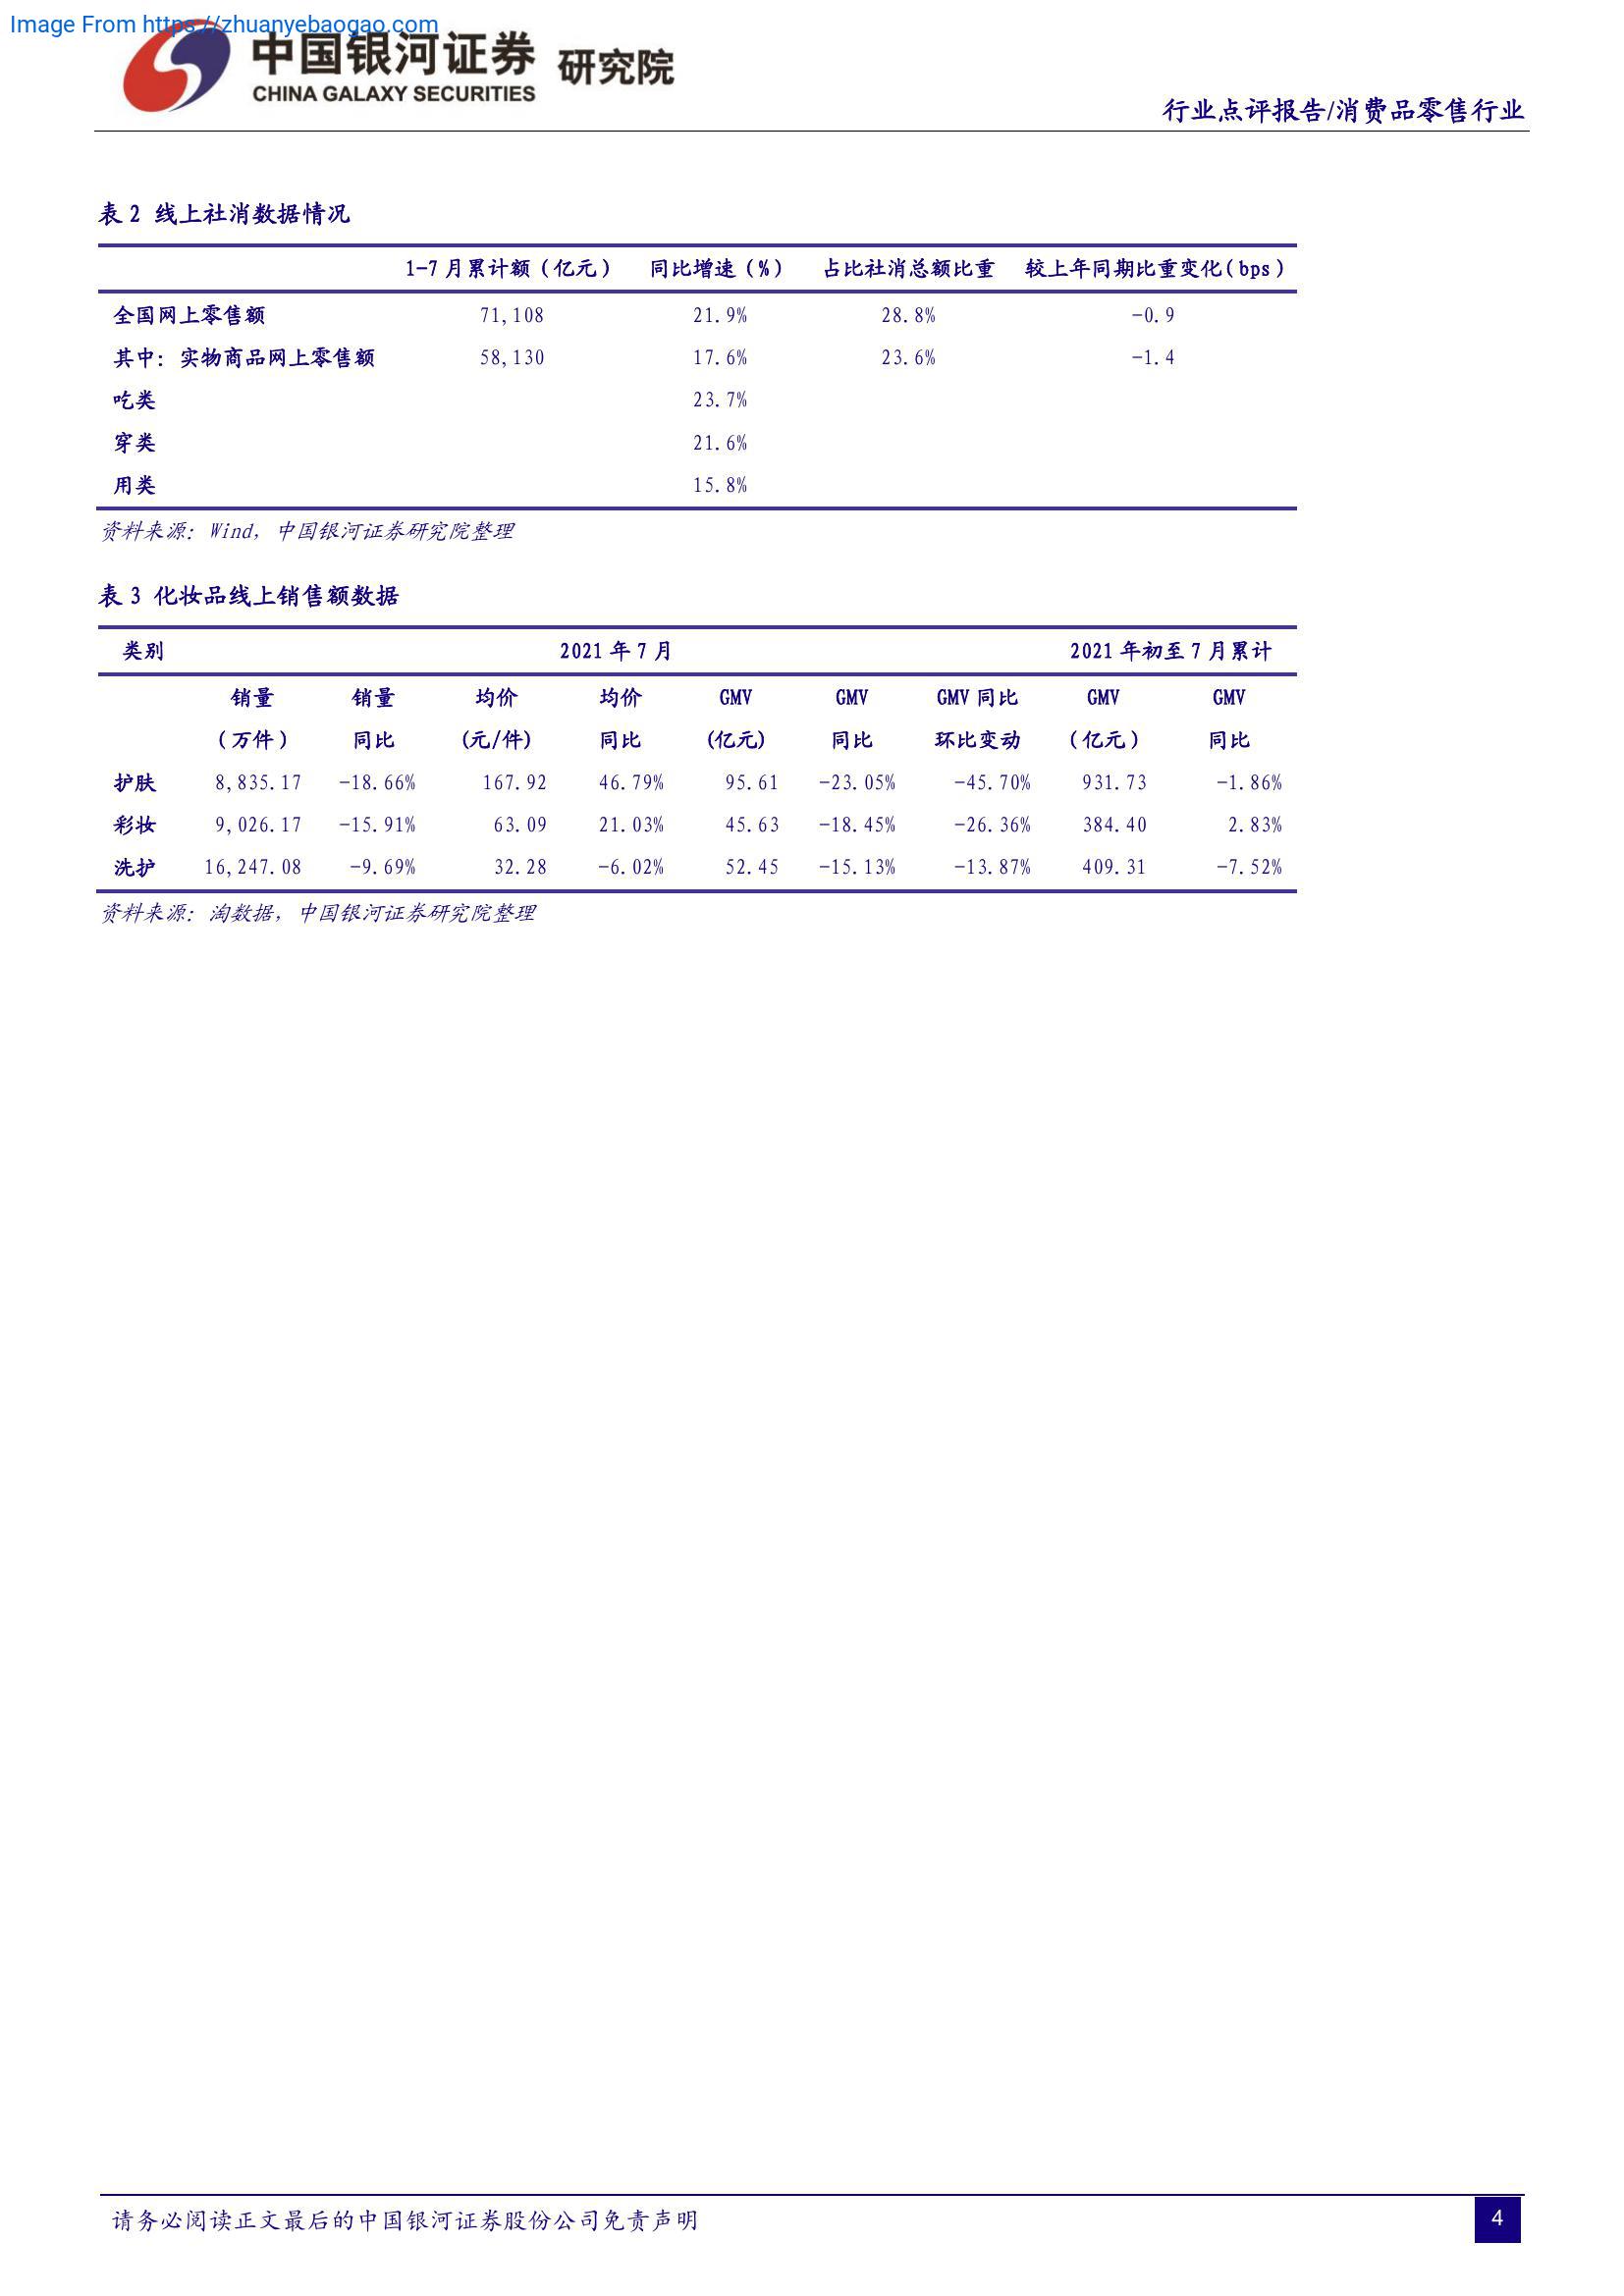 Image From https://zhuanyebaogao.com
中国银河证券 研究院
CHINA GALAXY SECURITIES
行业点评报告/消费品零售行业
表 2 线上社消数据情况
1-7 月累计额（亿元） 同比增速（%） 占比社消总额比重 较上年同期比重变化（bps）
全国网上零售额 71,108 21.9% 28.8% -0.9
其中：实物商品网上零售额 58,130 17.6% 23.6% -1.4
吃类 23.7%
穿类 21.6%
用类 15.8%
资料来源：Wind，中国银河证券研究院整理
表 3 化妆品线上销售额数据
类别 2021 年 7 月 2021 年初至 7 月累计
销量 销量 均价 均价 GMV GMV GMV 同比 GMV GMV
（万件） 同比 (元/件) 同比 (亿元) 同比 环比变动 （亿元） 同比
护肤 8,835.17 -18.66% 167.92 46.79% 95.61 -23.05% -45.70% 931.73 -1.86%
彩妆 9,026.17 -15.91% 63.09 21.03% 45.63 -18.45% -26.36% 384.40 2.83%
洗护 16,247.08 -9.69% 32.28 -6.02% 52.45 -15.13% -13.87% 409.31 -7.52%
资料来源：淘数据，中国银河证券研究院整理
请务必阅读正文最后的中国银河证券股份公司免责声明
4